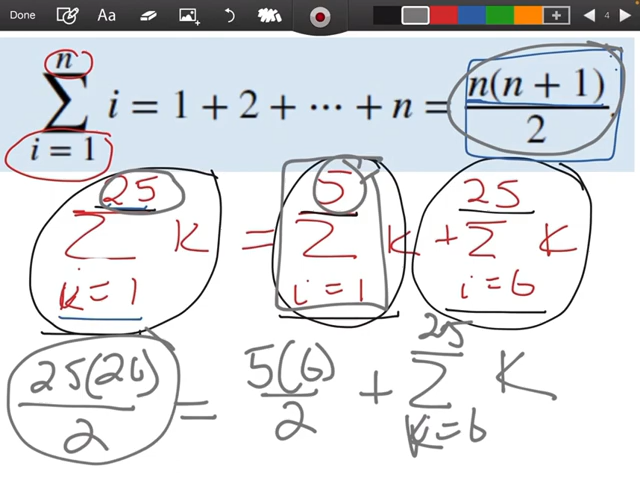 Done
Aa
4
n
∑ i = 1 + 2 + ··· + n = n(n + 1)/2.
i = 1
25 5 25
∑ K = ∑ K + ∑ K
K = 1 i = 1 i = 6
25(26)/2 = 5(6)/2 + ∑ K
25
K = 6